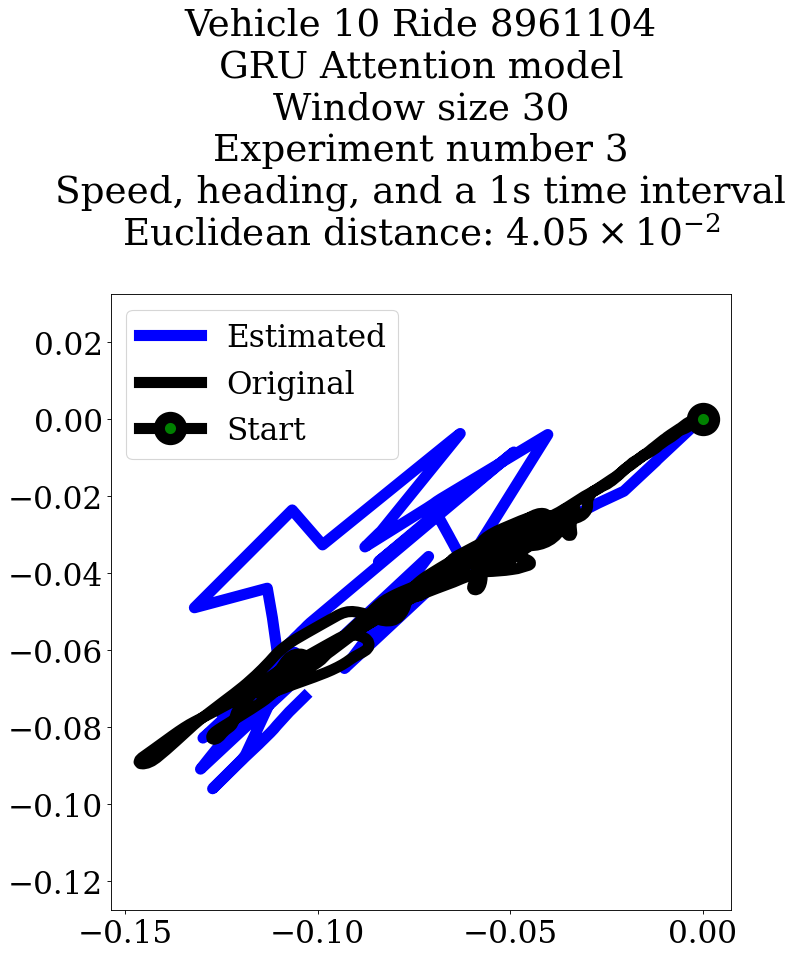 Vehicle 10 Ride 8961104
GRU Attention model
Window size 30
Experiment number 3
Speed, heading, and a 1s time interval
Euclidean distance: 4.05 × 10⁻²
Estimated
Original
Start
0.02
0.00
−0.02
−0.04
−0.06
−0.08
−0.10
−0.12
−0.15 −0.10 −0.05 0.00